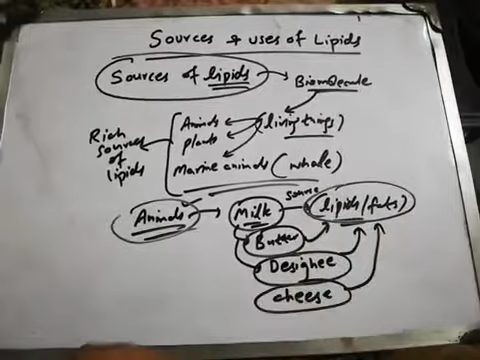 Sources & uses of Lipids
Sources of lipids
Biomolecule
Animals
(living things)
plants
Rich sources of lipids
Marine animals (whale)
Animals
Milk
source
lipids/(fats)
Butter
Desighee
cheese